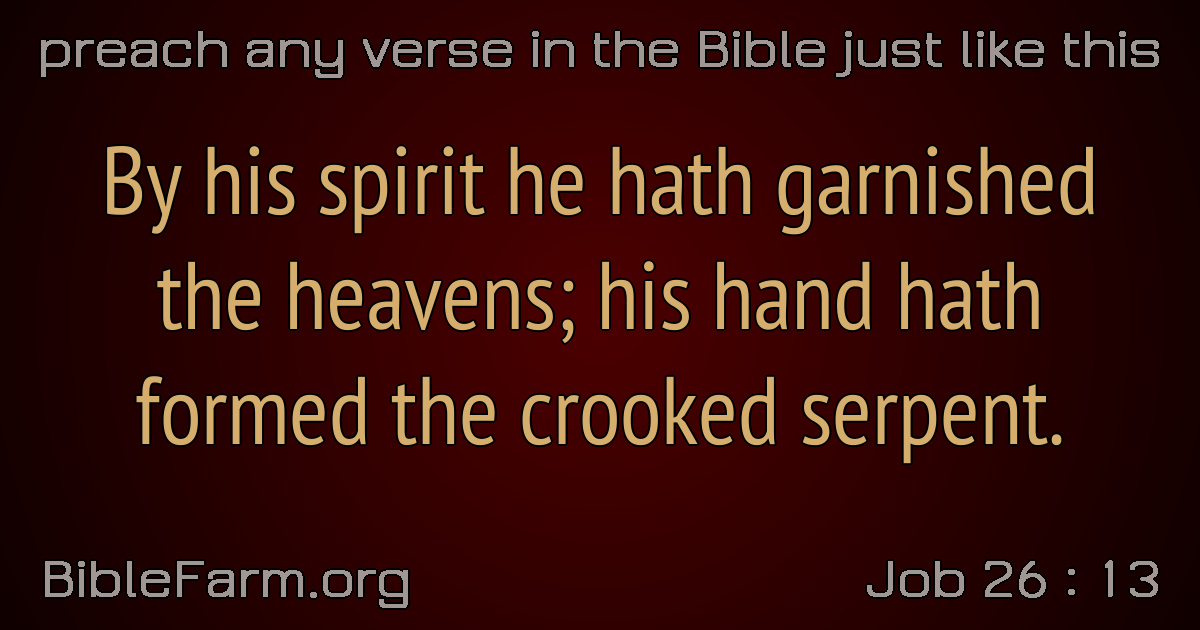 preach any verse in the Bible just like this
By his spirit he hath garnished
the heavens; his hand hath
formed the crooked serpent.
BibleFarm.org
Job 26 : 13